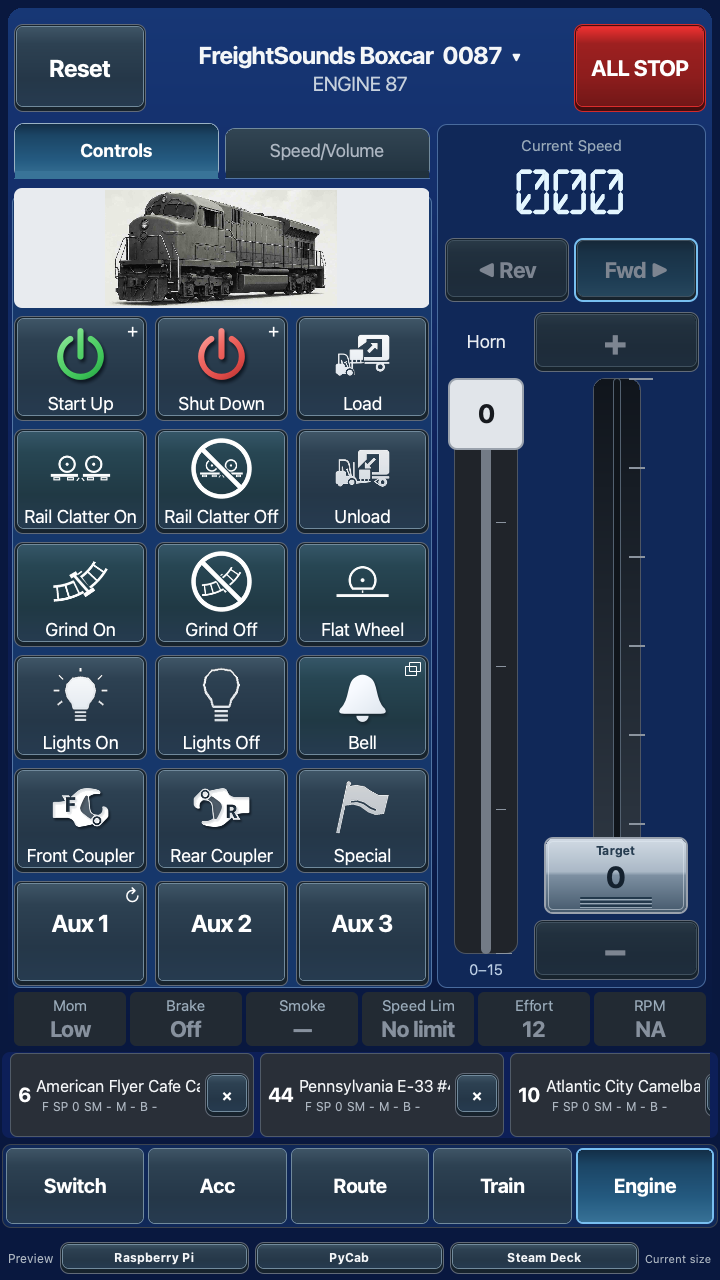 Reset
FreightSounds Boxcar 0087 ▾
ENGINE 87
ALL STOP
Controls
Speed/Volume
Current Speed
000
◀ Rev
Fwd ▶
Start Up
Shut Down
Load
Horn
+
0
Rail Clatter On
Rail Clatter Off
Unload
Grind On
Grind Off
Flat Wheel
Lights On
Lights Off
Bell
F
R
Front Coupler
Rear Coupler
Special
Target
0
Aux 1
Aux 2
Aux 3
−
0–15
Mom
Low
Brake
Off
Smoke
—
Speed Lim
No limit
Effort
12
RPM
NA
6 American Flyer Cafe Ca
F SP 0 SM - M - B -
×
44 Pennsylvania E-33 #4
F SP 0 SM - M - B -
×
10 Atlantic City Camelba
F SP 0 SM - M - B -
Switch
Acc
Route
Train
Engine
Preview
Raspberry Pi
PyCab
Steam Deck
Current size